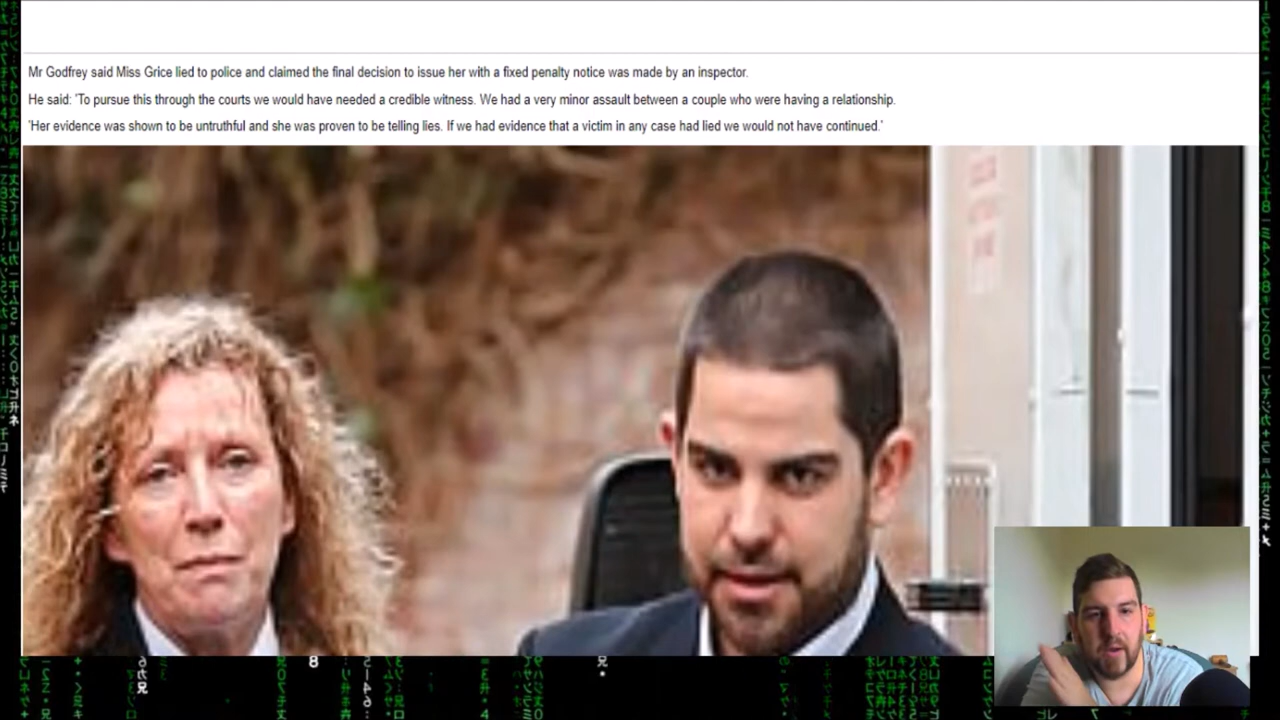 Mr Godfrey said Miss Grice lied to police and claimed the final decision to issue her with a fixed penalty notice was made by an inspector.
He said: 'To pursue this through the courts we would have needed a credible witness. We had a very minor assault between a couple who were having a relationship.
'Her evidence was shown to be untruthful and she was proven to be telling lies. If we had evidence that a victim in any case had lied we would not have continued.'